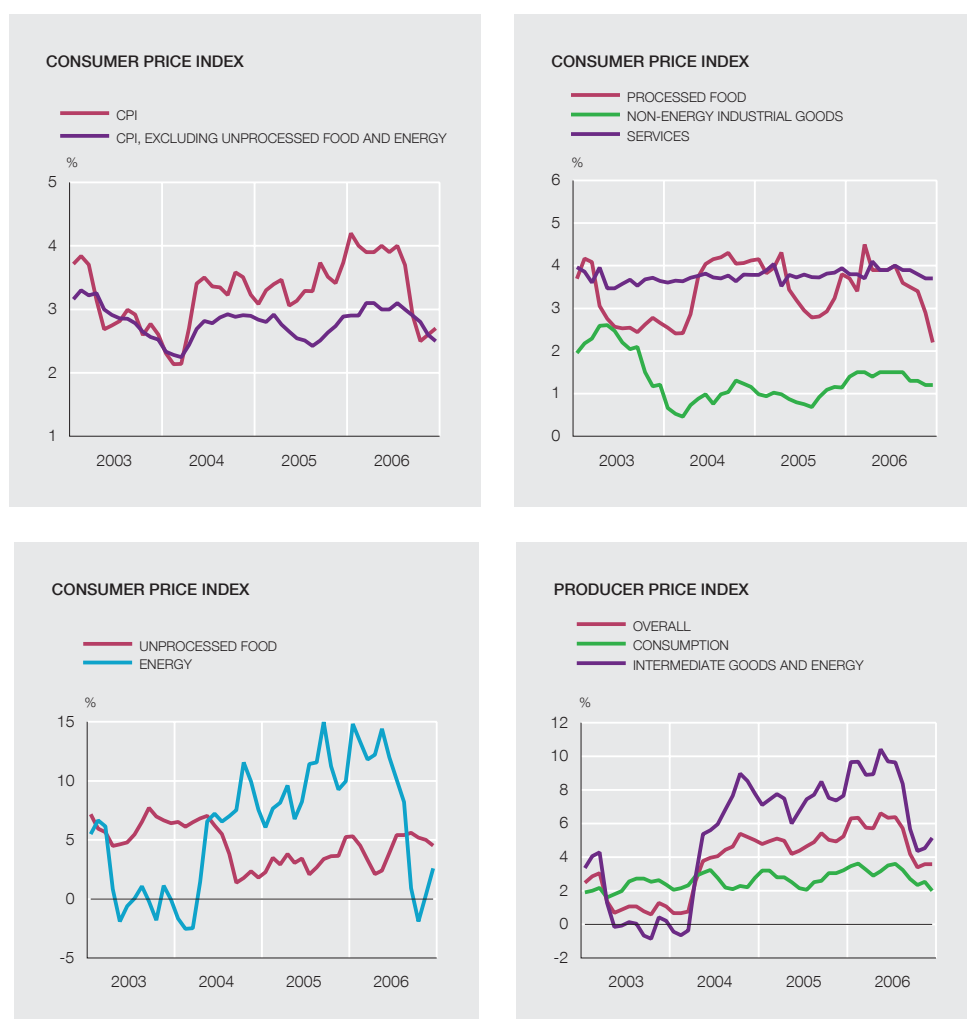 CONSUMER PRICE INDEX
CPI
CPI, EXCLUDING UNPROCESSED FOOD AND ENERGY
%
5
4
3
2
1
2003 2004 2005 2006
CONSUMER PRICE INDEX
PROCESSED FOOD
NON-ENERGY INDUSTRIAL GOODS
SERVICES
%
6
5
4
3
2
1
0
2003 2004 2005 2006
CONSUMER PRICE INDEX
UNPROCESSED FOOD
ENERGY
%
15
10
5
0
-5
2003 2004 2005 2006
PRODUCER PRICE INDEX
OVERALL
CONSUMPTION
INTERMEDIATE GOODS AND ENERGY
%
12
10
8
6
4
2
0
-2
2003 2004 2005 2006